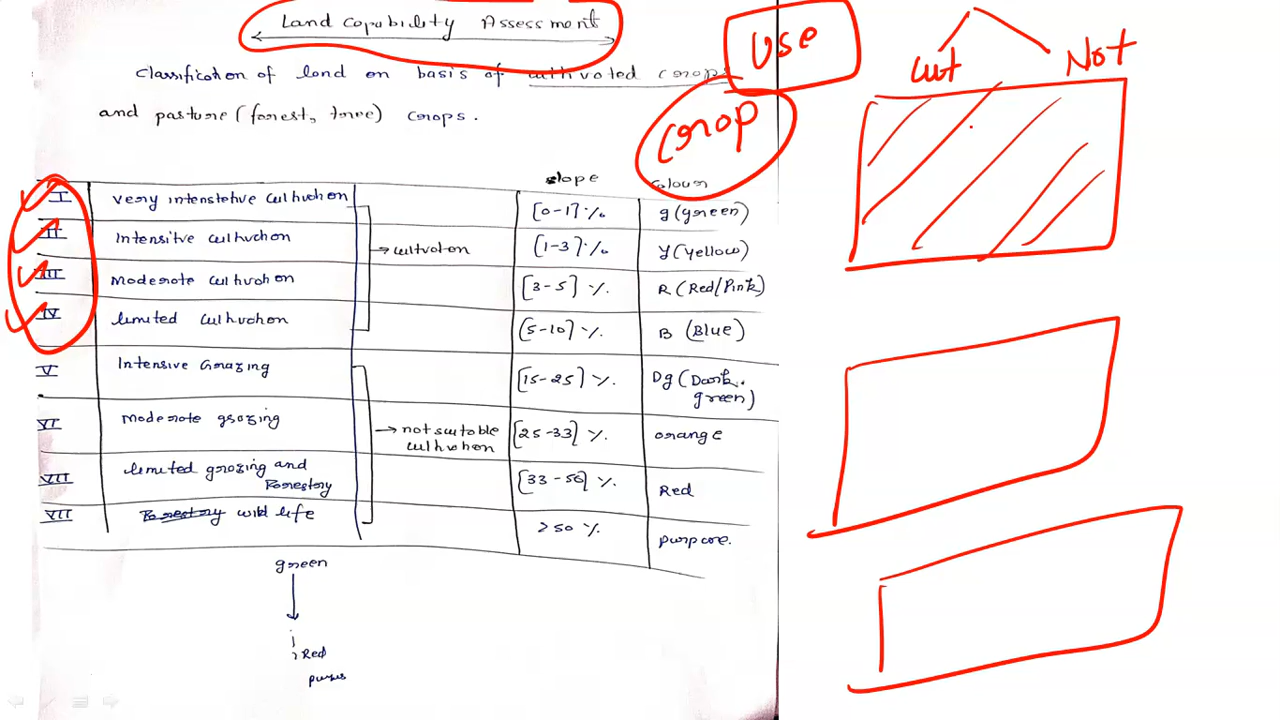 Land Capability Assessment
use
Cut Not
Classification of land on basis of cultivated crops
and pasture (forest, tree) crops.
crop
slope colour
I very intenstive cultivation [0-1] % g (green)
II Intensitve cultivation → cultivation [1-3] % Y (Yellow)
III Moderate cultivation [3-5] % R (Red/Pink)
IV limited cultivation [5-10] % B (Blue)
V Intensive Grazing [15-25] % Dg (Dark green)
VI Moderate grazing → not suitable cultivation [25-33] % orange
VII limited grazing and Forestry [33-50] % Red
VII Forestry wild life >50 %
green
Red